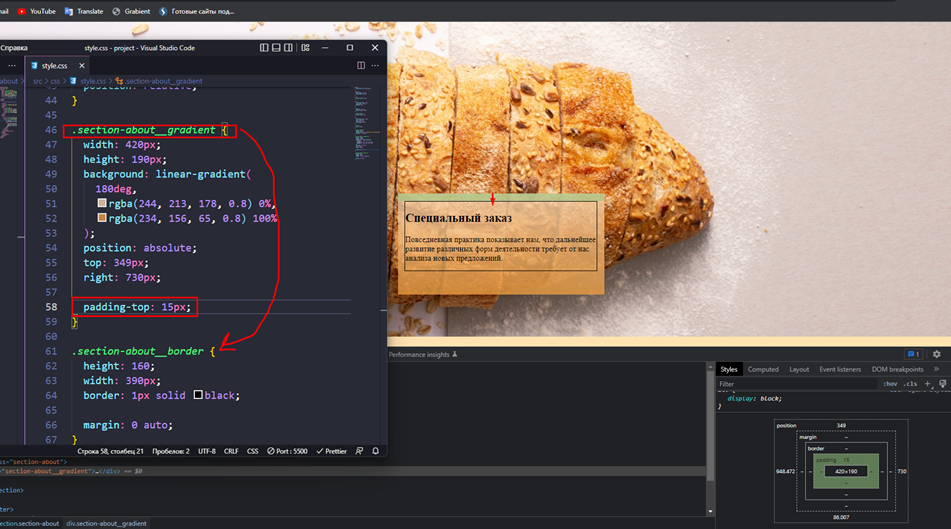 mail YouTube Translate Grabient Готовые сайты под...
Справка style.css - project - Visual Studio Code
style.css
about src > css > style.css > .section-about__gradient
position: relative;
44 }
45
46 .section-about__gradient {
47 width: 420px;
48 height: 190px;
49 background: linear-gradient(
50 180deg,
51 rgba(244, 213, 178, 0.8) 0%,
52 rgba(234, 156, 65, 0.8) 100%
53 );
54 position: absolute;
55 top: 349px;
56 right: 730px;
57
58 padding-top: 15px;
59 }
60
61 .section-about__border {
62 height: 160;
63 width: 390px;
64 border: 1px solid black;
65
66 margin: 0 auto;
67 }
Строка 58, столбец 21 Пробелов: 2 UTF-8 CRLF CSS Port : 5500 Prettier
Специальный заказ
Повседневная практика показывает нам, что дальнейшее
развитие различных форм деятельности требует от нас
анализа новых предложений.
Performance insights
1
Styles Computed Layout Event listeners DOM breakpoints
Filter :hov .cls +
display: block;
}
position 349
margin -
border -
padding 15
948.472 - - - 420×190 - - - 730
-
-
-
86.007
ss="section-about">
="section-about__gradient">…</div> == $0
ection>
ter>
ection.section-about div.section-about__gradient